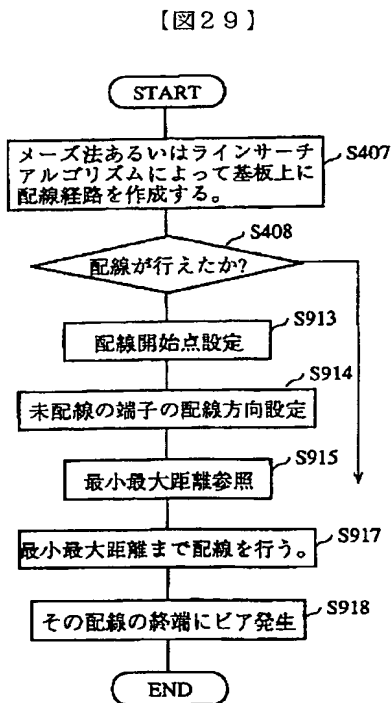 【図29】
START
メーズ法あるいはラインサーチ
アルゴリズムによって基板上に
配線経路を作成する。
S407
S408
配線が行えたか?
S913
配線開始点設定
S914
未配線の端子の配線方向設定
S915
最小最大距離参照
S917
最小最大距離まで配線を行う。
S918
その配線の終端にビア発生
END